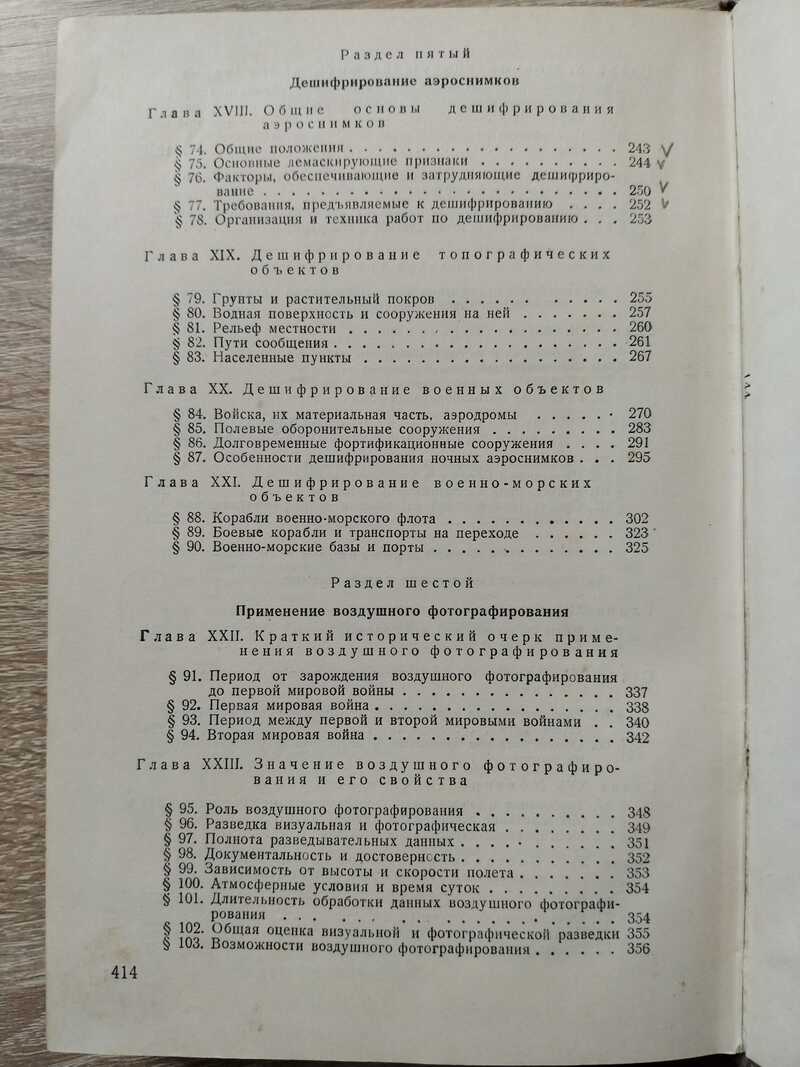 Раздел пятый
Дешифрирование аэроснимков
Глава XVIII. Общие основы дешифрирования
аэроснимков
§ 74. Общие положения . . . . . . . . . . . . . . . . . . . 243
§ 75. Основные демаскирующие признаки . . . . . . . . . . 244
§ 76. Факторы, обеспечивающие и затрудняющие дешифриро-
вание . . . . . . . . . . . . . . . . . . . . . . . . . 250
§ 77. Требования, предъявляемые к дешифрированию . . . . 252
§ 78. Организация и техника работ по дешифрированию . . . 253
Глава XIX. Дешифрирование топографических
объектов
§ 79. Грунты и растительный покров . . . . . . . . . . . 255
§ 80. Водная поверхность и сооружения на ней . . . . . . . 257
§ 81. Рельеф местности . . . . . . . . . . . . . . . . . . . 260
§ 82. Пути сообщения . . . . . . . . . . . . . . . . . . . . 261
§ 83. Населенные пункты . . . . . . . . . . . . . . . . . . 267
Глава XX. Дешифрирование военных объектов
§ 84. Войска, их материальная часть, аэродромы . . . . . . 270
§ 85. Полевые оборонительные сооружения . . . . . . . . . 283
§ 86. Долговременные фортификационные сооружения . . . . 291
§ 87. Особенности дешифрирования ночных аэроснимков . . . 295
Глава XXI. Дешифрирование военно-морских
объектов
§ 88. Корабли военно-морского флота . . . . . . . . . . . . 302
§ 89. Боевые корабли и транспорты на переходе . . . . . . 323
§ 90. Военно-морские базы и порты . . . . . . . . . . . . . 325
Раздел шестой
Применение воздушного фотографирования
Глава XXII. Краткий исторический очерк приме-
нения воздушного фотографирования
§ 91. Период от зарождения воздушного фотографирования
до первой мировой войны . . . . . . . . . . . . . . . 337
§ 92. Первая мировая война . . . . . . . . . . . . . . . . . 338
§ 93. Период между первой и второй мировыми войнами . . 340
§ 94. Вторая мировая война . . . . . . . . . . . . . . . . . 342
Глава XXIII. Значение воздушного фотографиро-
вания и его свойства
§ 95. Роль воздушного фотографирования . . . . . . . . . . 348
§ 96. Разведка визуальная и фотографическая . . . . . . . . 349
§ 97. Полнота разведывательных данных . . . . . . . . . . . 351
§ 98. Документальность и достоверность . . . . . . . . . . . 352
§ 99. Зависимость от высоты и скорости полета . . . . . . . 353
§ 100. Атмосферные условия и время суток . . . . . . . . . 354
§ 101. Длительность обработки данных воздушного фотографи-
рования . . . . . . . . . . . . . . . . . . . . . . . . 354
§ 102. Общая оценка визуальной и фотографической разведки 355
§ 103. Возможности воздушного фотографирования . . . . . . 356
414